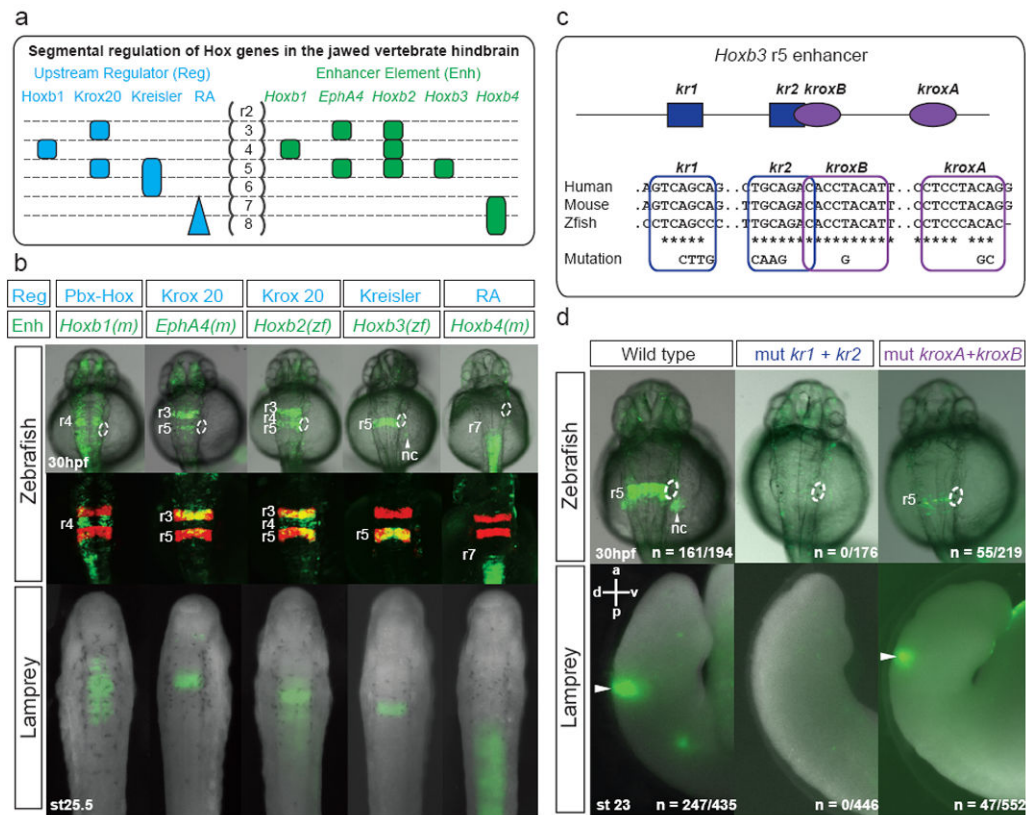 a
Segmental regulation of Hox genes in the jawed vertebrate hindbrain
Upstream Regulator (Reg)
Enhancer Element (Enh)
Hoxb1 Krox20 Kreisler RA
Hoxb1 EphA4 Hoxb2 Hoxb3 Hoxb4
r2
3
4
5
6
7
8
b
Reg Pbx-Hox Krox 20 Krox 20 Kreisler RA
Enh Hoxb1(m) EphA4(m) Hoxb2(zf) Hoxb3(zf) Hoxb4(m)
Zebrafish
r4
30hpf
r3
r5
r3
r4
r5
r5
nc
r7
r4
r3
r5
r3
r4
r5
r5
r7
Lamprey
st25.5
c
Hoxb3 r5 enhancer
kr1 kr2 kroxB kroxA
kr1 kr2 kroxB kroxA
Human .AGTCAGCAG..CTGCAGACACCTACATT..CCTCCTACAGG
Mouse AGTCAGCAG..TTGCAGACACCTACATT..CCTCCTACAGG
Zfish .CCTCAGCCC.TTGCAGACACCTACATT..CCTCCCACAC-
***** ************** ***** ***
Mutation CTTG CAAG G GC
d
Wild type mut kr1 + kr2 mut kroxA+kroxB
Zebrafish
r5
nc
30hpf n = 161/194
n = 0/176
r5
n = 55/219
Lamprey
a
d v
p
st 23 n = 247/435
n = 0/446
n = 47/552